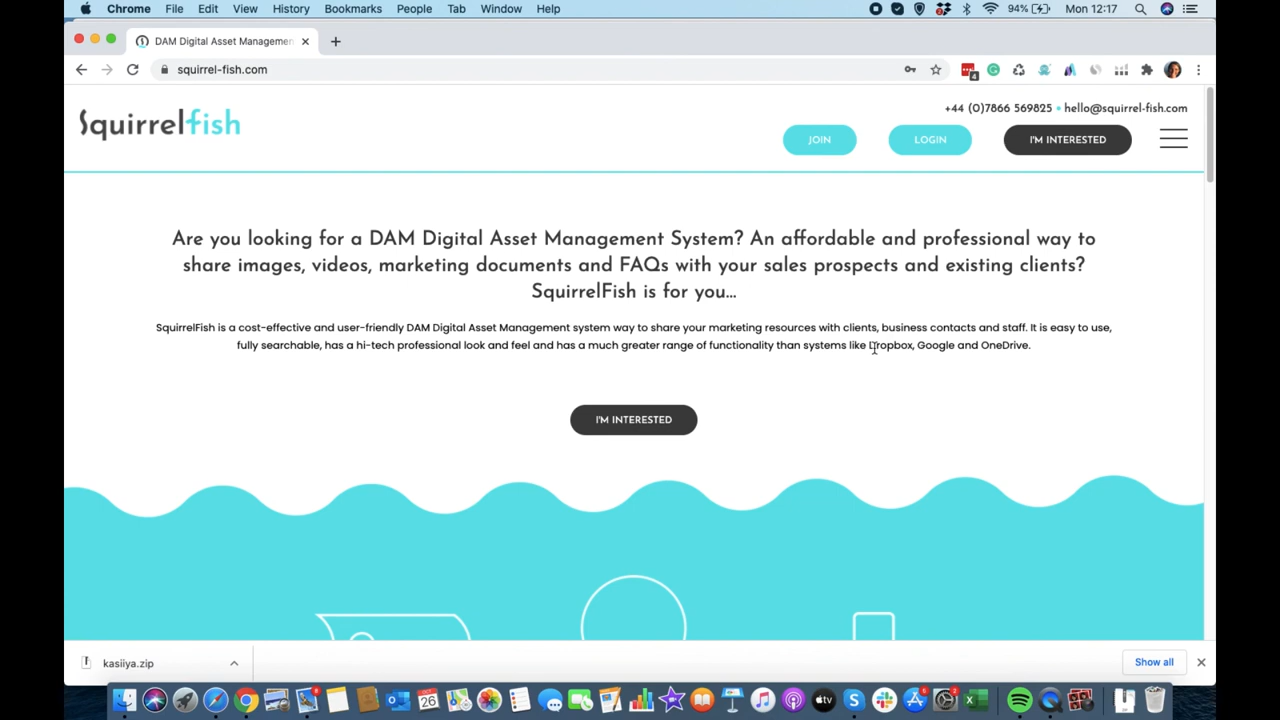 Chrome File Edit View History Bookmarks People Tab Window Help 94% Mon 12:17
DAM Digital Asset Managemen
squirrel-fish.com
4
Squirrelfish
+44 (0)7866 569825 • hello@squirrel-fish.com
JOIN LOGIN I'M INTERESTED
Are you looking for a DAM Digital Asset Management System? An affordable and professional way to
share images, videos, marketing documents and FAQs with your sales prospects and existing clients?
SquirrelFish is for you...
SquirrelFish is a cost-effective and user-friendly DAM Digital Asset Management system way to share your marketing resources with clients, business contacts and staff. It is easy to use,
fully searchable, has a hi-tech professional look and feel and has a much greater range of functionality than systems like Dropbox, Google and OneDrive.
I'M INTERESTED
kasiiya.zip
Show all
26
tv